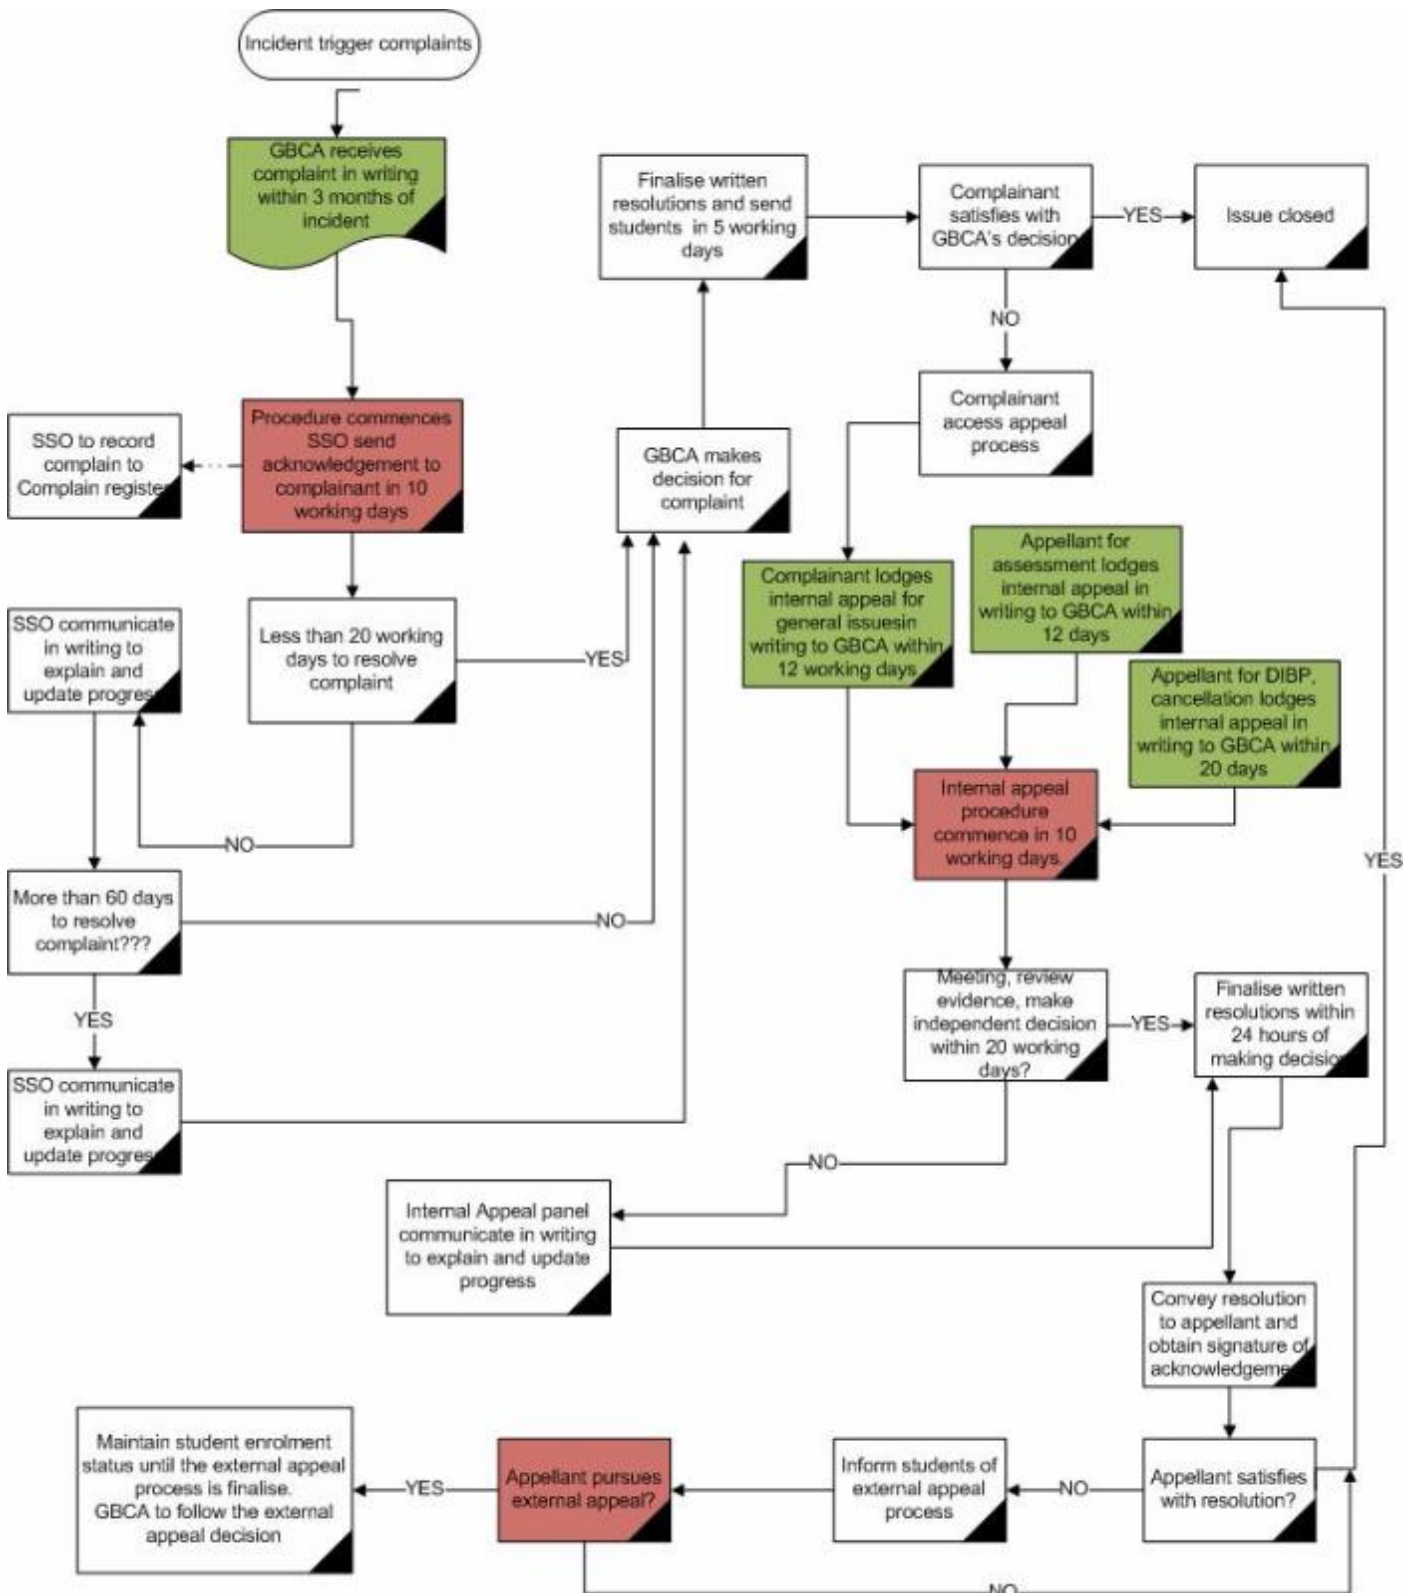 Incident trigger complaints
GBCA receives
complaint in writing
within 3 months of
incident
Finalise written
resolutions and send
students in 5 working
days
Complainant
satisfies with
GBCA's decision
YES
Issue closed
NO
Complainant
access appeal
process
SSO to record
complain to
Complain register
Procedure commences
SSO send
acknowledgement to
complainant in 10
working days
GBCA makes
decision for
complaint
Complainant lodges
internal appeal for
general issuesin
writing to GBCA within
12 working days
Appellant for
assessment lodges
internal appeal in
writing to GBCA within
12 days
Appellant for DIBP,
cancellation lodges
internal appeal in
writing to GBCA within
20 days
SSO communicate
in writing to
explain and
update progress
Less than 20 working
days to resolve
complaint
YES
NO
Internal appeal
procedure
commence in 10
working days.
YES
More than 60 days
to resolve
complaint???
NO
YES
SSO communicate
in writing to
explain and
update progres
Meeting, review
evidence, make
independent decision
within 20 working
days?
YES
Finalise written
resolutions within
24 hours of
making decision
NO
Internal Appeal panel
communicate in writing
to explain and update
progress
Convey resolution
to appellant and
obtain signature of
acknowledgeme
Maintain student enrolment
status until the external appeal
process is finalise.
GBCA to follow the external
appeal decision
YES
Appellant pursues
external appeal?
Inform students of
external appeal
process
NO
Appellant satisfies
with resolution?
NO